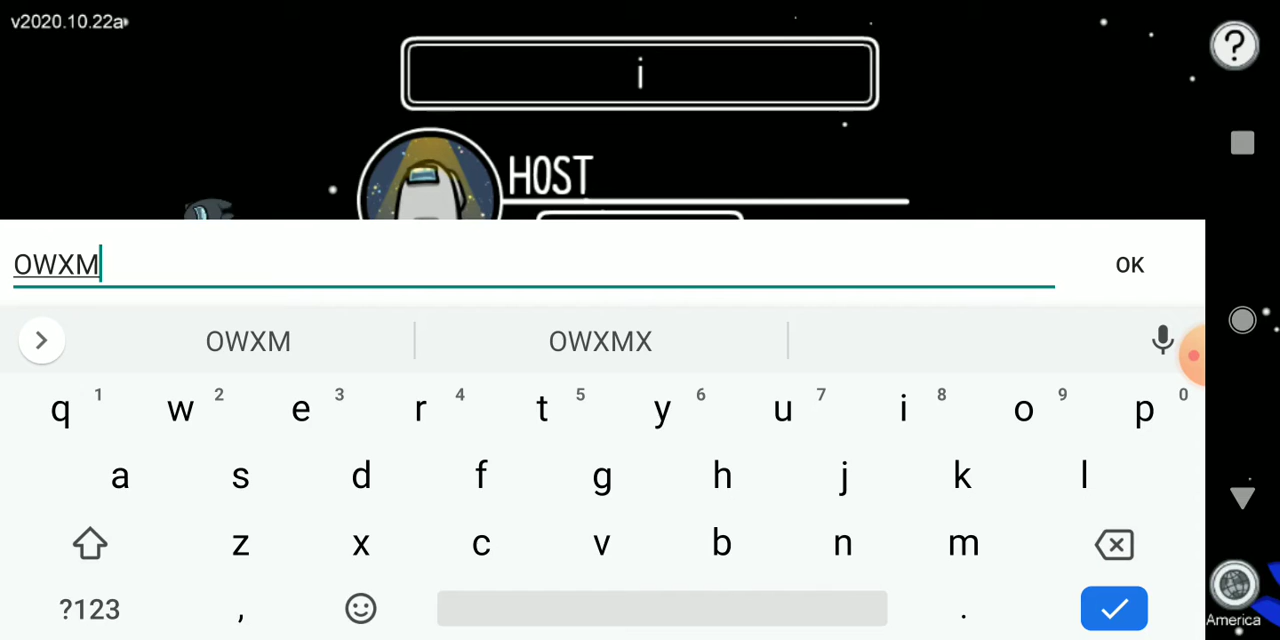 v2020.10.22a
?
i
HOST
OWXM
OK
OWXM
OWXMX
q 1 w 2 e 3 r 4 t 5 y 6 u 7 i 8 o 9 p 0
a s d f g h j k l
z x c v b n m
?123 , .
America